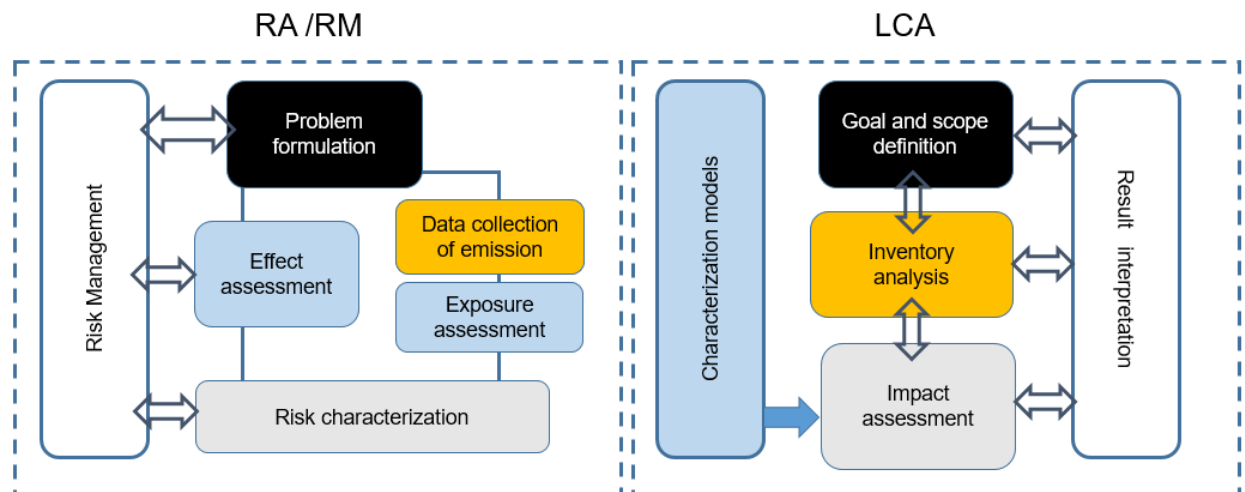 RA /RM
LCA
Risk Management
Problem
formulation
Effect
assessment
Data collection
of emission
Exposure
assessment
Risk characterization
Characterization models
Goal and scope
definition
Inventory
analysis
Impact
assessment
Result interpretation